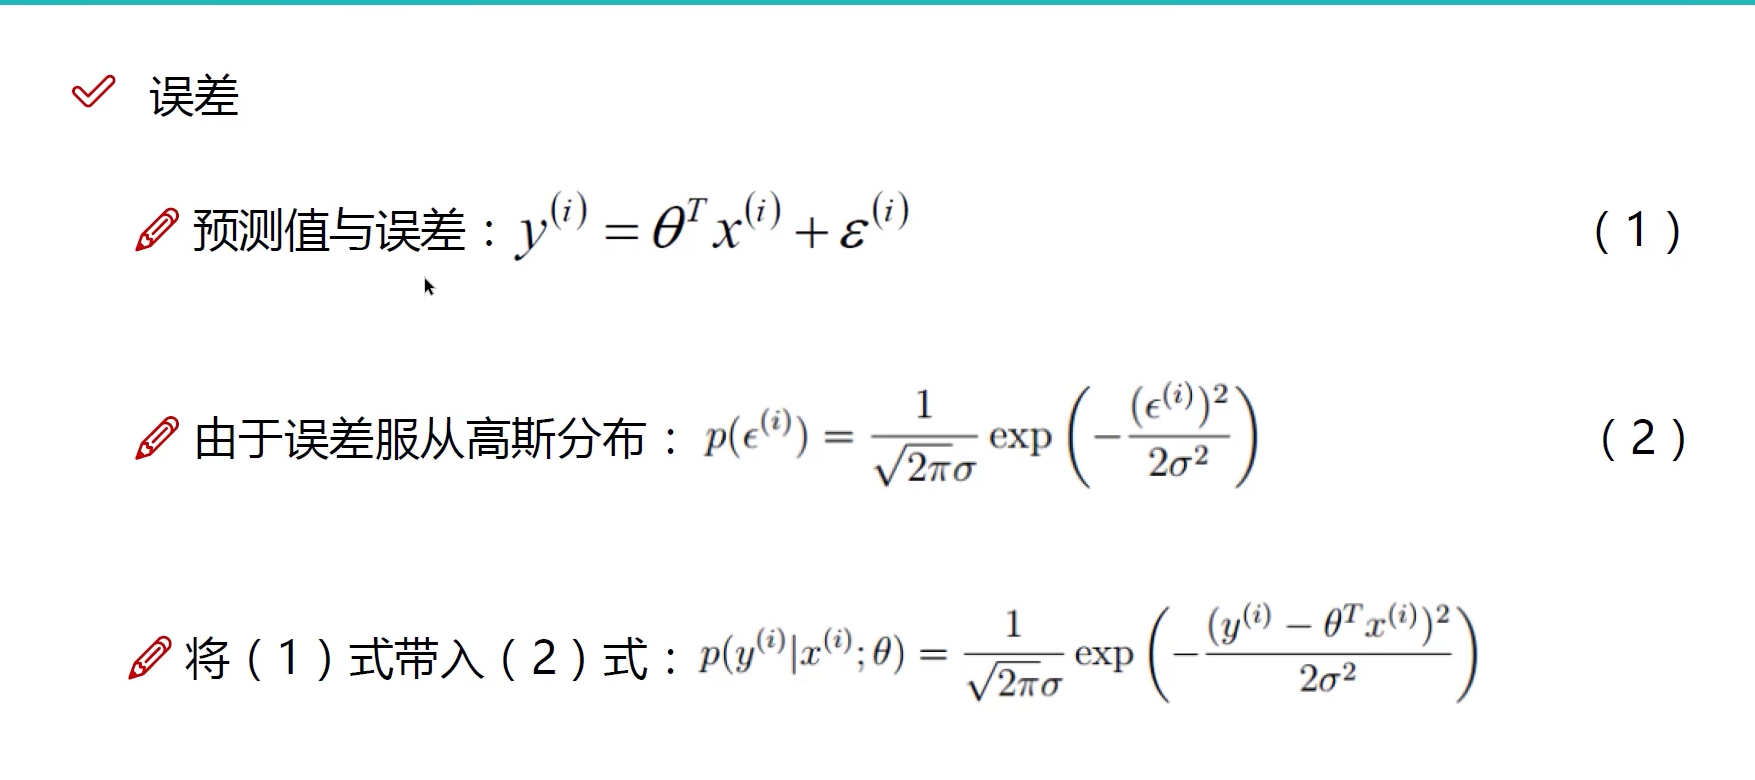 误差
预测值与误差：$y^{(i)} = \theta^T x^{(i)} + \varepsilon^{(i)}$ （1）
由于误差服从高斯分布：$p(\epsilon^{(i)}) = \frac{1}{\sqrt{2\pi}\sigma} \exp\left(-\frac{(\epsilon^{(i)})^2}{2\sigma^2}\right)$ （2）
将（1）式带入（2）式：$p(y^{(i)}|x^{(i)};\theta) = \frac{1}{\sqrt{2\pi}\sigma} \exp\left(-\frac{(y^{(i)} - \theta^T x^{(i)})^2}{2\sigma^2}\right)$